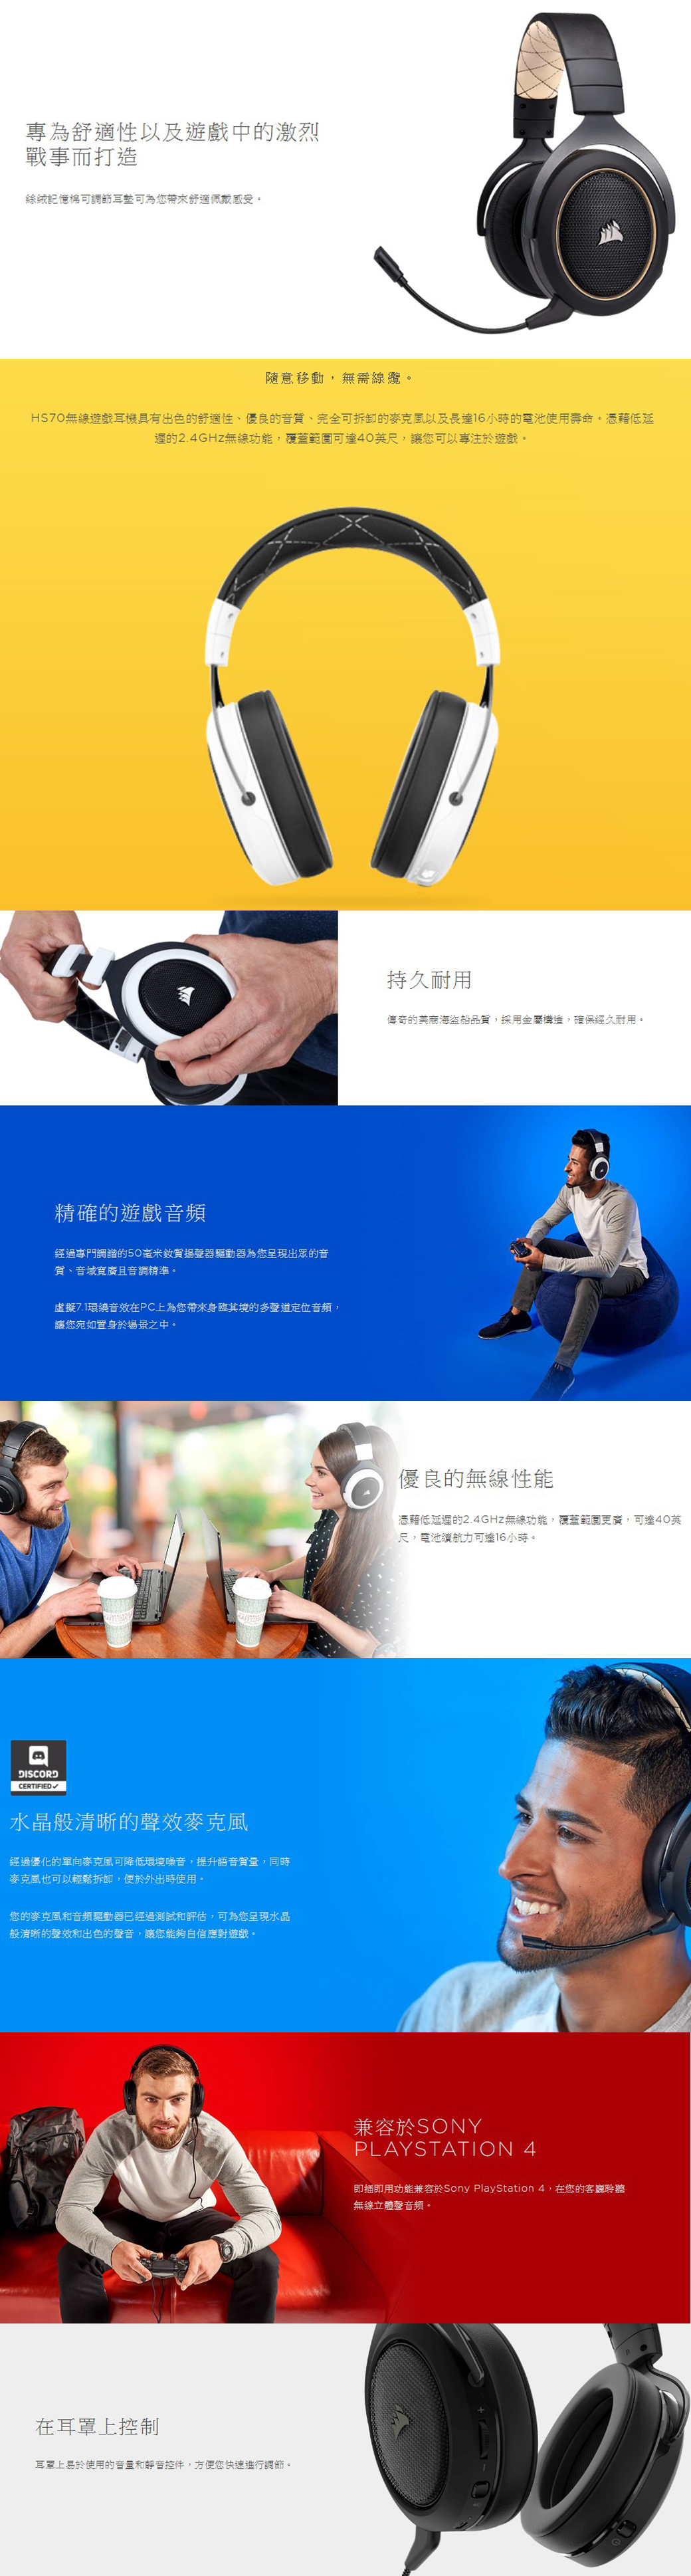 專為舒適性以及遊戲中的激烈
戰事而打造
絲絨記憶棉可調節耳墊可為您帶來舒適佩戴感受。
隨意移動，無需線纜。
HS70無線遊戲耳機具有出色的舒適性、優良的音質、完全可拆卸的麥克風以及長達16小時的電池使用壽命。憑藉低延
遲的2.4GHz無線功能，覆蓋範圍可達40英尺，讓您可以專注於遊戲。
持久耐用
傳奇的美商海盜船品質，採用金屬構造，確保經久耐用。
精確的遊戲音頻
經過專門調諧的50毫米釹質揚聲器驅動器為您呈現出眾的音
質、音域寬廣且音調精準。
虛擬7.1環繞音效在PC上為您帶來身臨其境的多聲道定位音頻，
讓您宛如置身於場景之中。
優良的無線性能
憑藉低延遲的2.4GHz無線功能，覆蓋範圍更廣，可達40英
尺，電池續航力可達16小時。
DISCORD
CERTIFIED✓
水晶般清晰的聲效麥克風
經過優化的單向麥克風可降低環境噪音，提升語音質量，同時
麥克風也可以輕鬆拆卸，便於外出時使用。
您的麥克風和音頻驅動器已經過測試和評估，可為您呈現水晶
般清晰的聲效和出色的聲音，讓您能夠自信應對遊戲。
兼容於SONY
PLAYSTATION 4
即插即用功能兼容於Sony PlayStation 4，在您的客廳聆聽
無線立體聲音頻。
在耳罩上控制
耳罩上易於使用的音量和靜音控件，方便您快速進行調節。